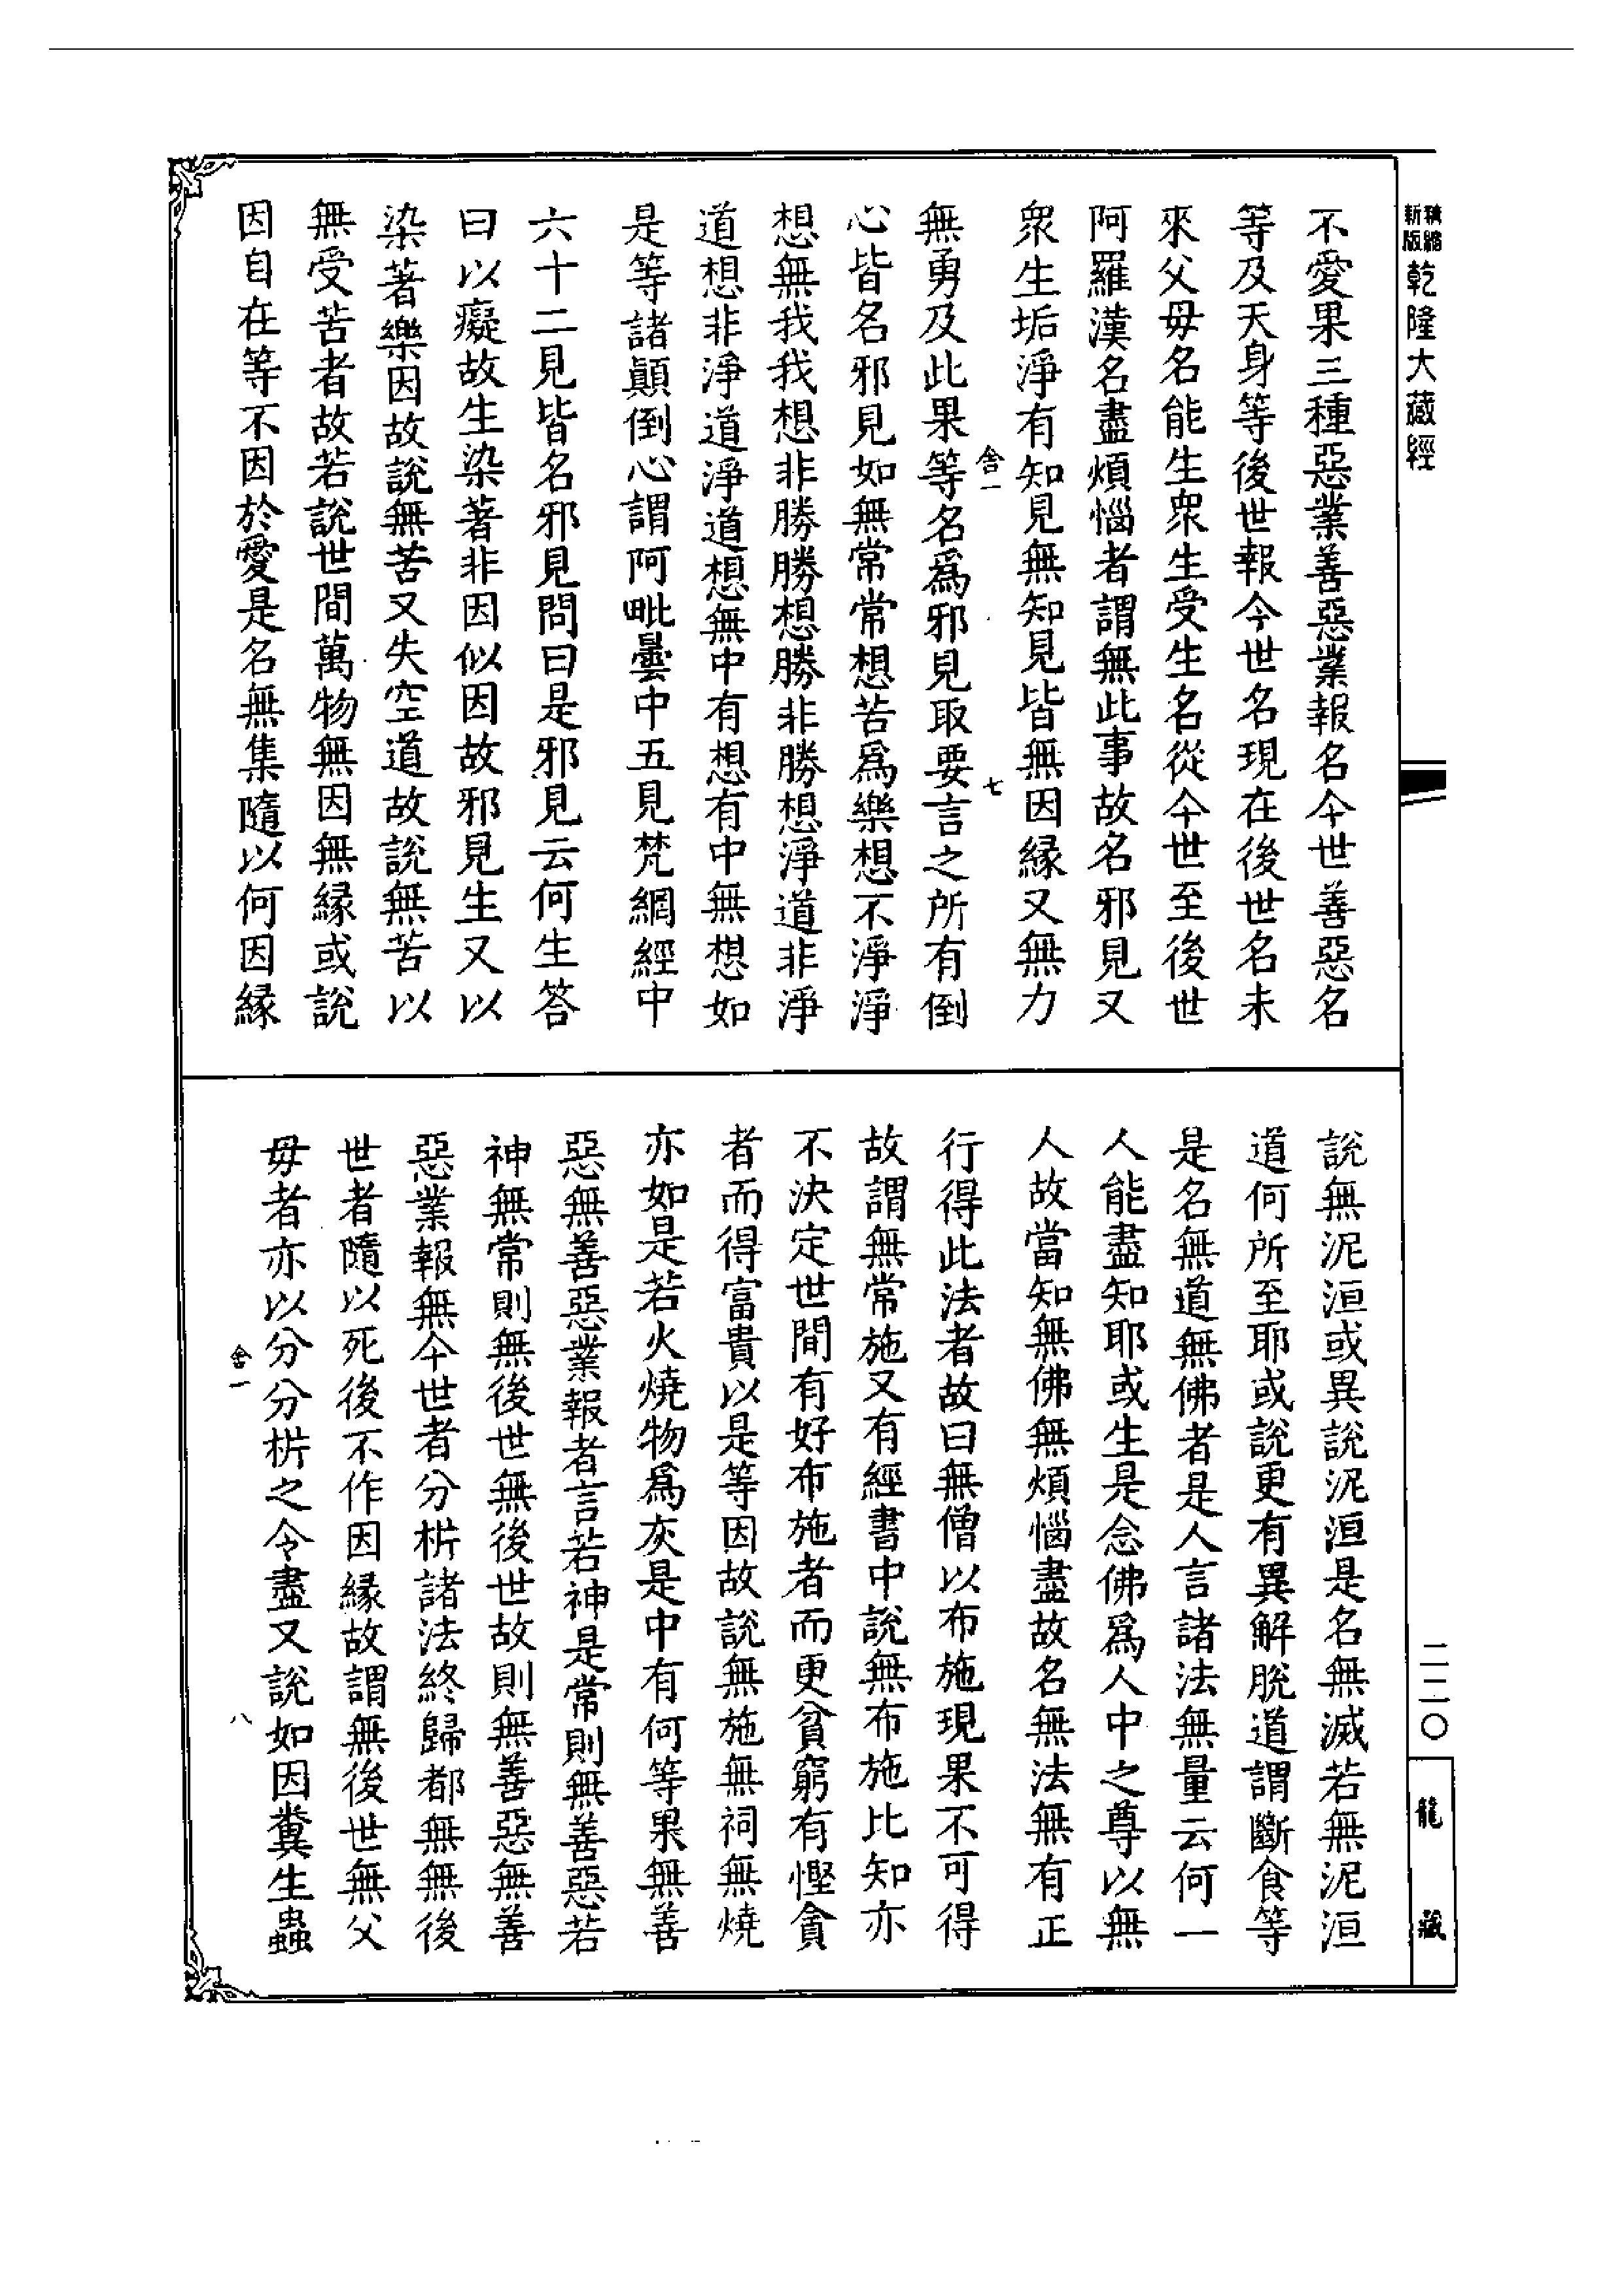 新版
精縮
乾隆大藏經
不愛果三種惡業善惡業報名今世善惡名
等及天身等後世報今世名現在後世名未
來父毋名能生衆生受生名從今世至後世
阿羅漢名盡煩惱者謂無此事故名邪見又
衆生垢淨有知見無知見皆無因緣又無力
舍一
七
無勇及此果等名爲邪見取要言之所有倒
心皆名邪見如無常常想苦爲樂想不淨淨
想無我我想非勝勝想勝非勝想淨道非淨
道想非淨道淨道想無中有想有中無想如
是等諸顛倒心謂阿毗曇中五見梵網經中
六十二見皆名邪見問曰是邪見云何生答
曰以癡故生染著非因似因故邪見生又以
染著樂因故說無苦又失空道故說無苦以
無受苦者故若說世間萬物無因無緣或說
因自在等不因於愛是名無集隨以何因緣
說無泥洹或異說泥洹是名無滅若無泥洹
道何所至耶或說更有異解脫道謂斷食等
是名無道無佛者是人言諸法無量云何一
人能盡知耶或生是念佛爲人中之尊以無
人故當知無佛無煩惱盡故名無法無有正
行得此法者故曰無僧以布施現果不可得
故謂無常施又有經書中說無布施比知亦
不決定世間有好布施者而更貧窮有慳貪
者而得富貴以是等因故說無施無祠無燒
亦如是若火燒物爲灰是中有何等果無善
惡無善惡業報者言若神是常則無善惡若
神無常則無後世無後世故則無善惡無善
惡業報無今世者分析諸法終歸都無無後
世者隨以死後不作因緣故謂無後世無父
毋者亦以分分析之令盡又說如因糞生蟲
舍一
八
二二〇
龍藏